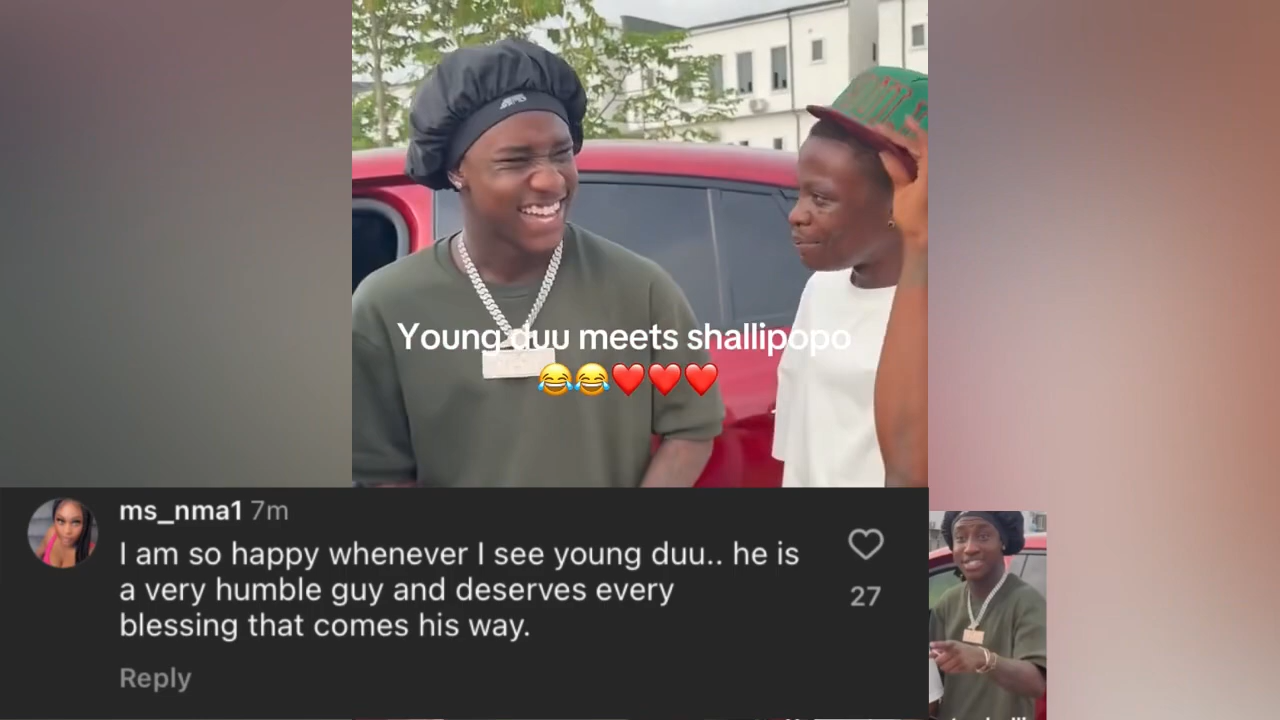 Young duu meets shallipopo
😂😂❤️❤️❤️
ms_nma1 7m
I am so happy whenever I see young duu.. he is
a very humble guy and deserves every
blessing that comes his way.
27
Reply